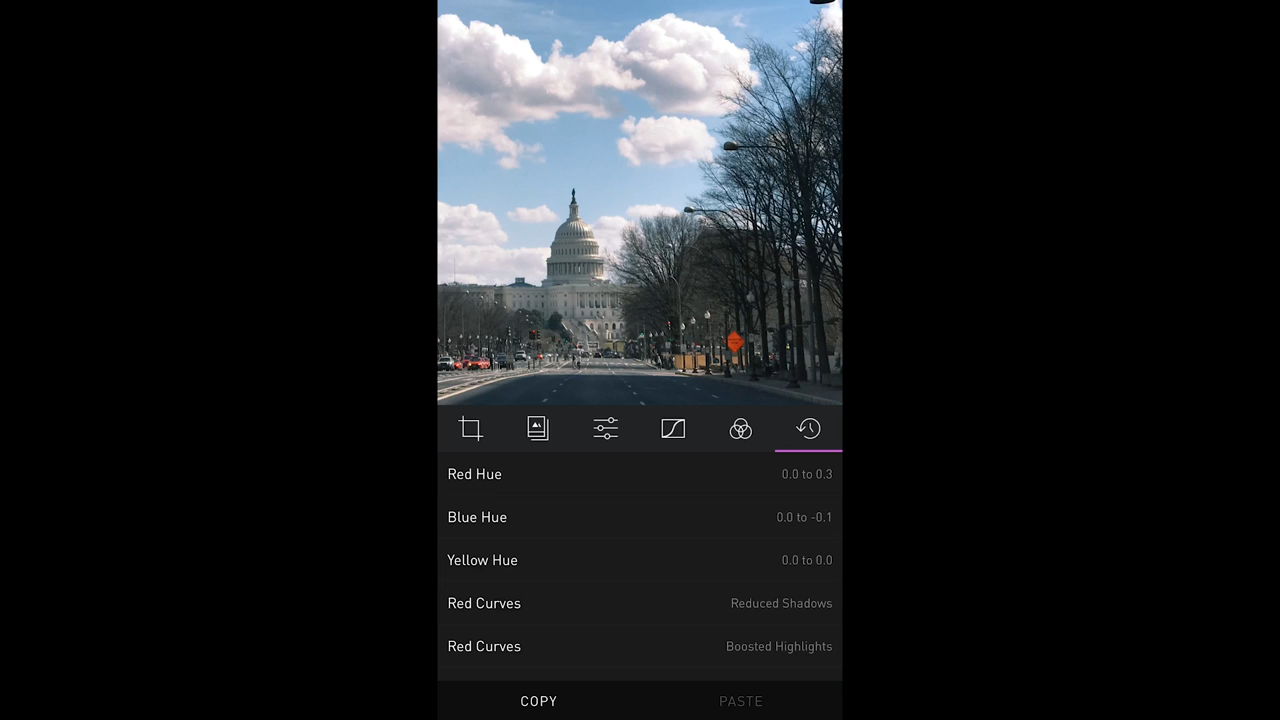 Red Hue 0.0 to 0.3
Blue Hue 0.0 to -0.1
Yellow Hue 0.0 to 0.0
Red Curves Reduced Shadows
Red Curves Boosted Highlights
COPY PASTE